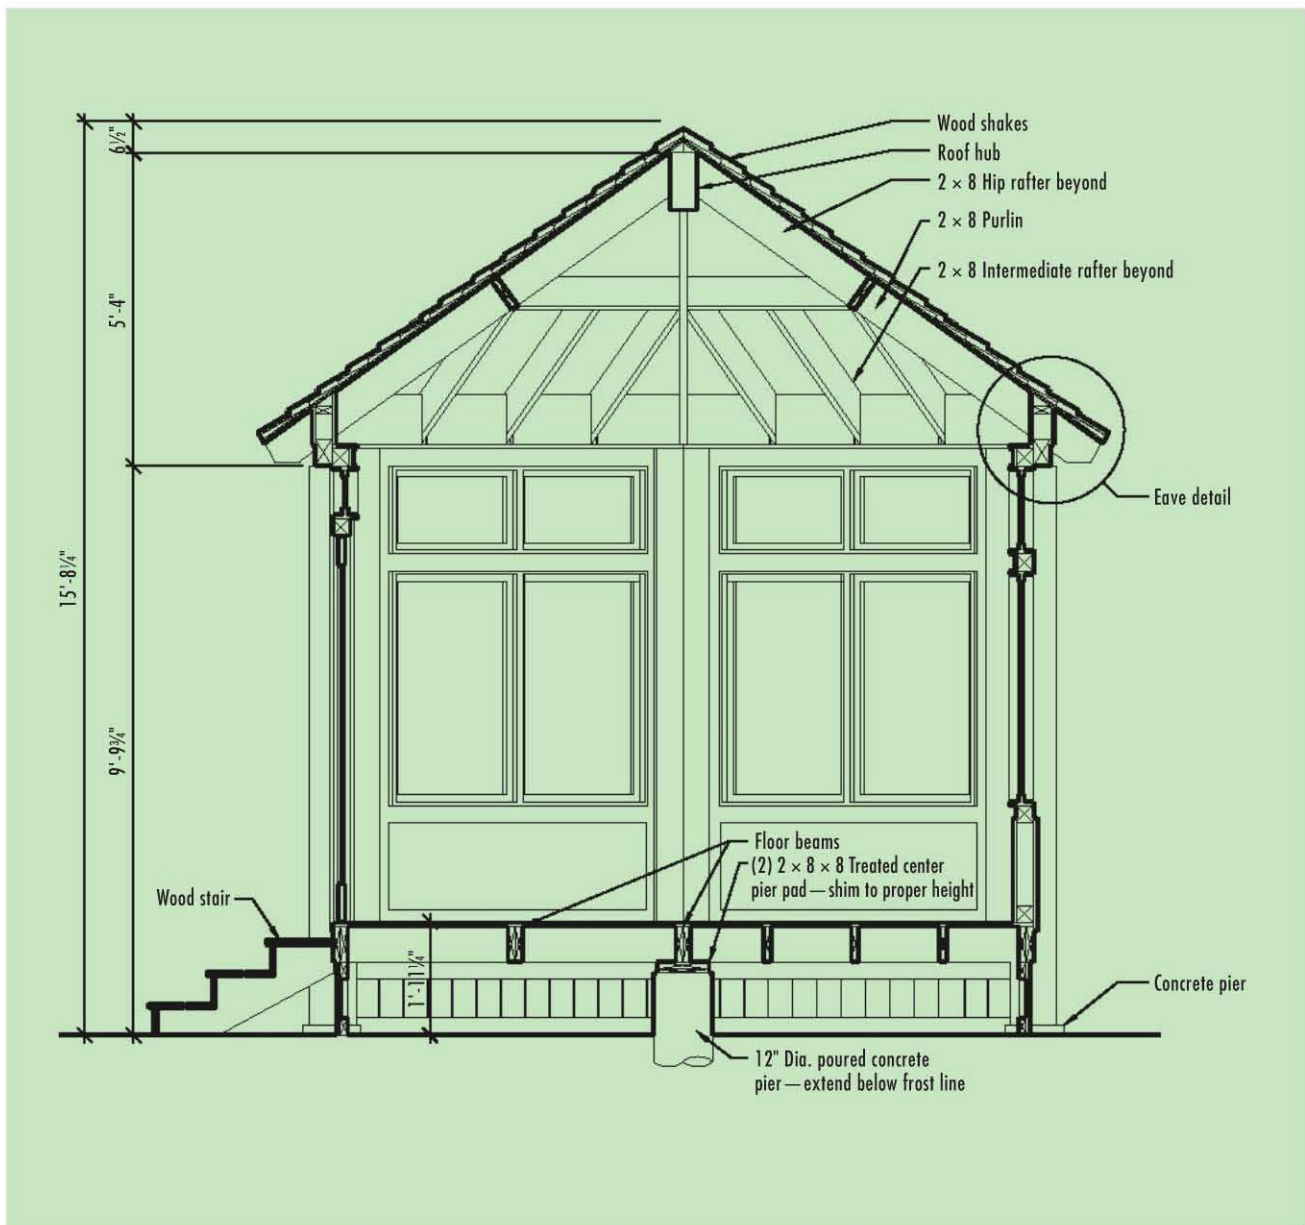 6½"
Wood shakes
Roof hub
2 × 8 Hip rafter beyond
2 × 8 Purlin
2 × 8 Intermediate rafter beyond
5'-4"
Eave detail
15'-8¼"
9'-9¾"
Floor beams
(2) 2 × 8 × 8 Treated center
pier pad—shim to proper height
Wood stair
1'-11¼"
Concrete pier
12" Dia. poured concrete
pier—extend below frost line